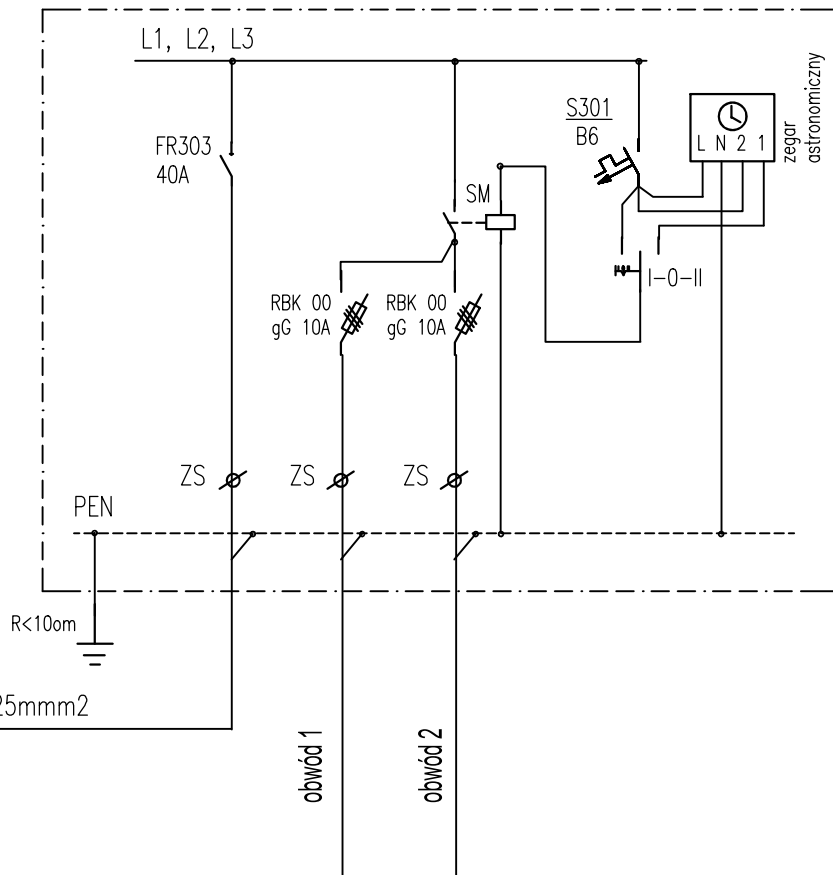 L1, L2, L3
FR303
40A
S301
B6
L N 2 1
zegar
astronomiczny
SM
I-0-II
RBK 00
gG 10A
RBK 00
gG 10A
ZS
ZS
ZS
PEN
R<10om
25mmm2
obwód 1
obwód 2